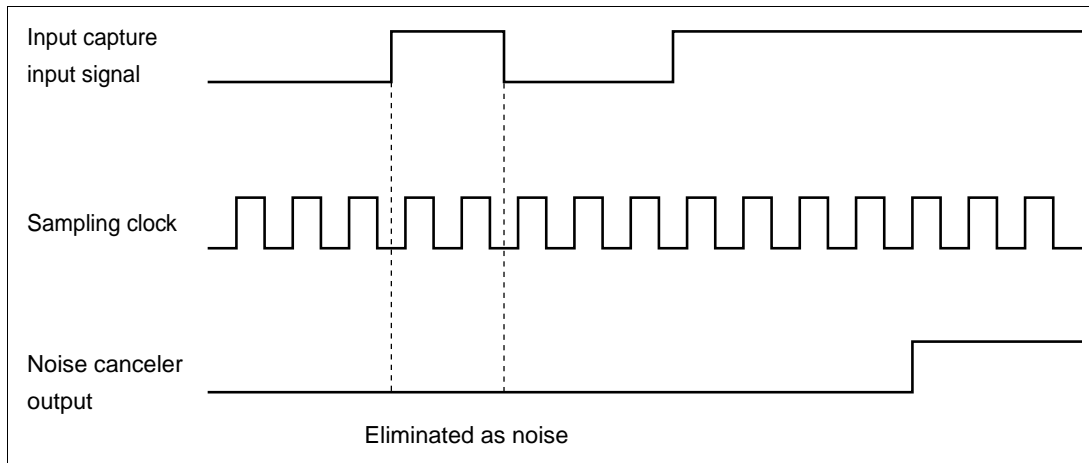 Input capture
input signal
Sampling clock
Noise canceler
output
Eliminated as noise